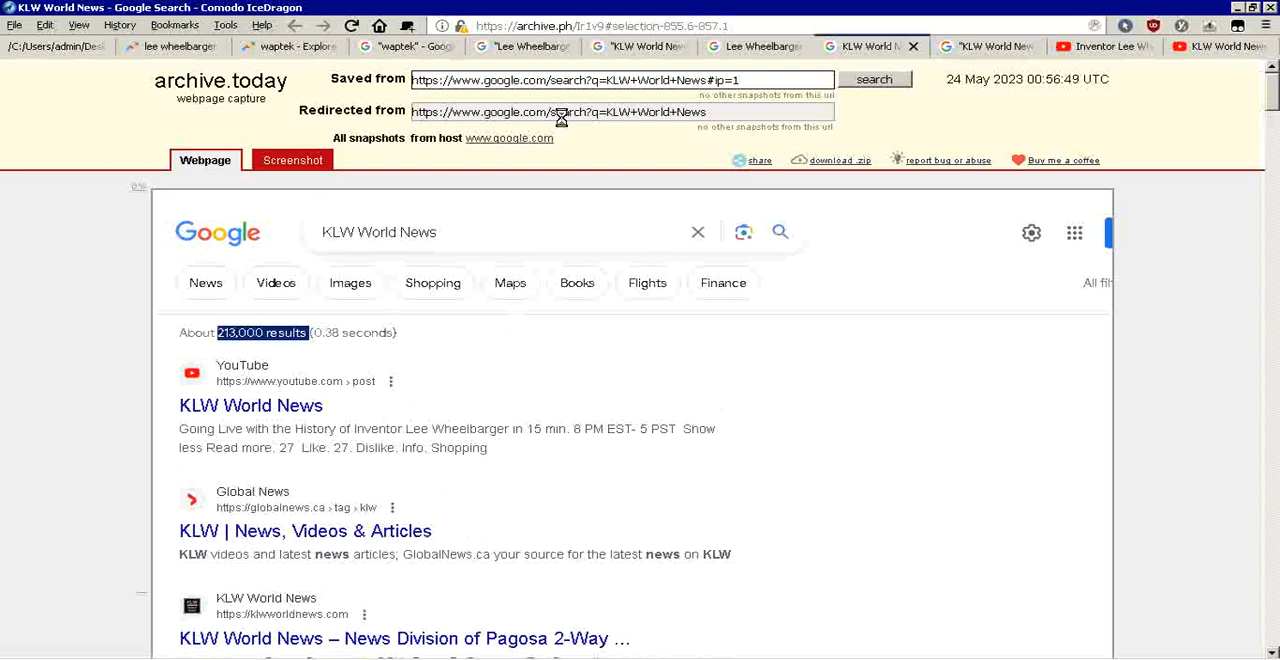 KLW World News - Google Search - Comodo IceDragon
File Edit View History Bookmarks Tools Help
https://archive.ph/Ir1v9#selection-855.6-857.1
/C:/Users/admin/Des
lee wheelbarger
waptek - Explore
"waptek" - Goog
"Lee Wheelbarg
"KLW World New
Lee Wheelbarge
KLW World N
"KLW World New
Inventor Lee Wh
KLW World News
archive.today
webpage capture
Saved from
https://www.google.com/search?q=KLW+World+News#ip=1
search
24 May 2023 00:56:49 UTC
no other snapshots from this url
Redirected from
https://www.google.com/search?q=KLW+World+News
no other snapshots from this url
All snapshots from host www.google.com
Webpage
Screenshot
share
download .zip
report bug or abuse
Buy me a coffee
0%
Google
KLW World News
News
Videos
Images
Shopping
Maps
Books
Flights
Finance
All fil
About 213,000 results (0.38 seconds)
YouTube
https://www.youtube.com › post
KLW World News
Going Live with the History of Inventor Lee Wheelbarger in 15 min. 8 PM EST- 5 PST Show
less Read more. 27 Like. 27. Dislike. Info. Shopping
Global News
https://globalnews.ca › tag › klw
KLW | News, Videos & Articles
KLW videos and latest news articles; GlobalNews.ca your source for the latest news on KLW
KLW World News
https://klwworldnews.com
KLW World News – News Division of Pagosa 2-Way ...